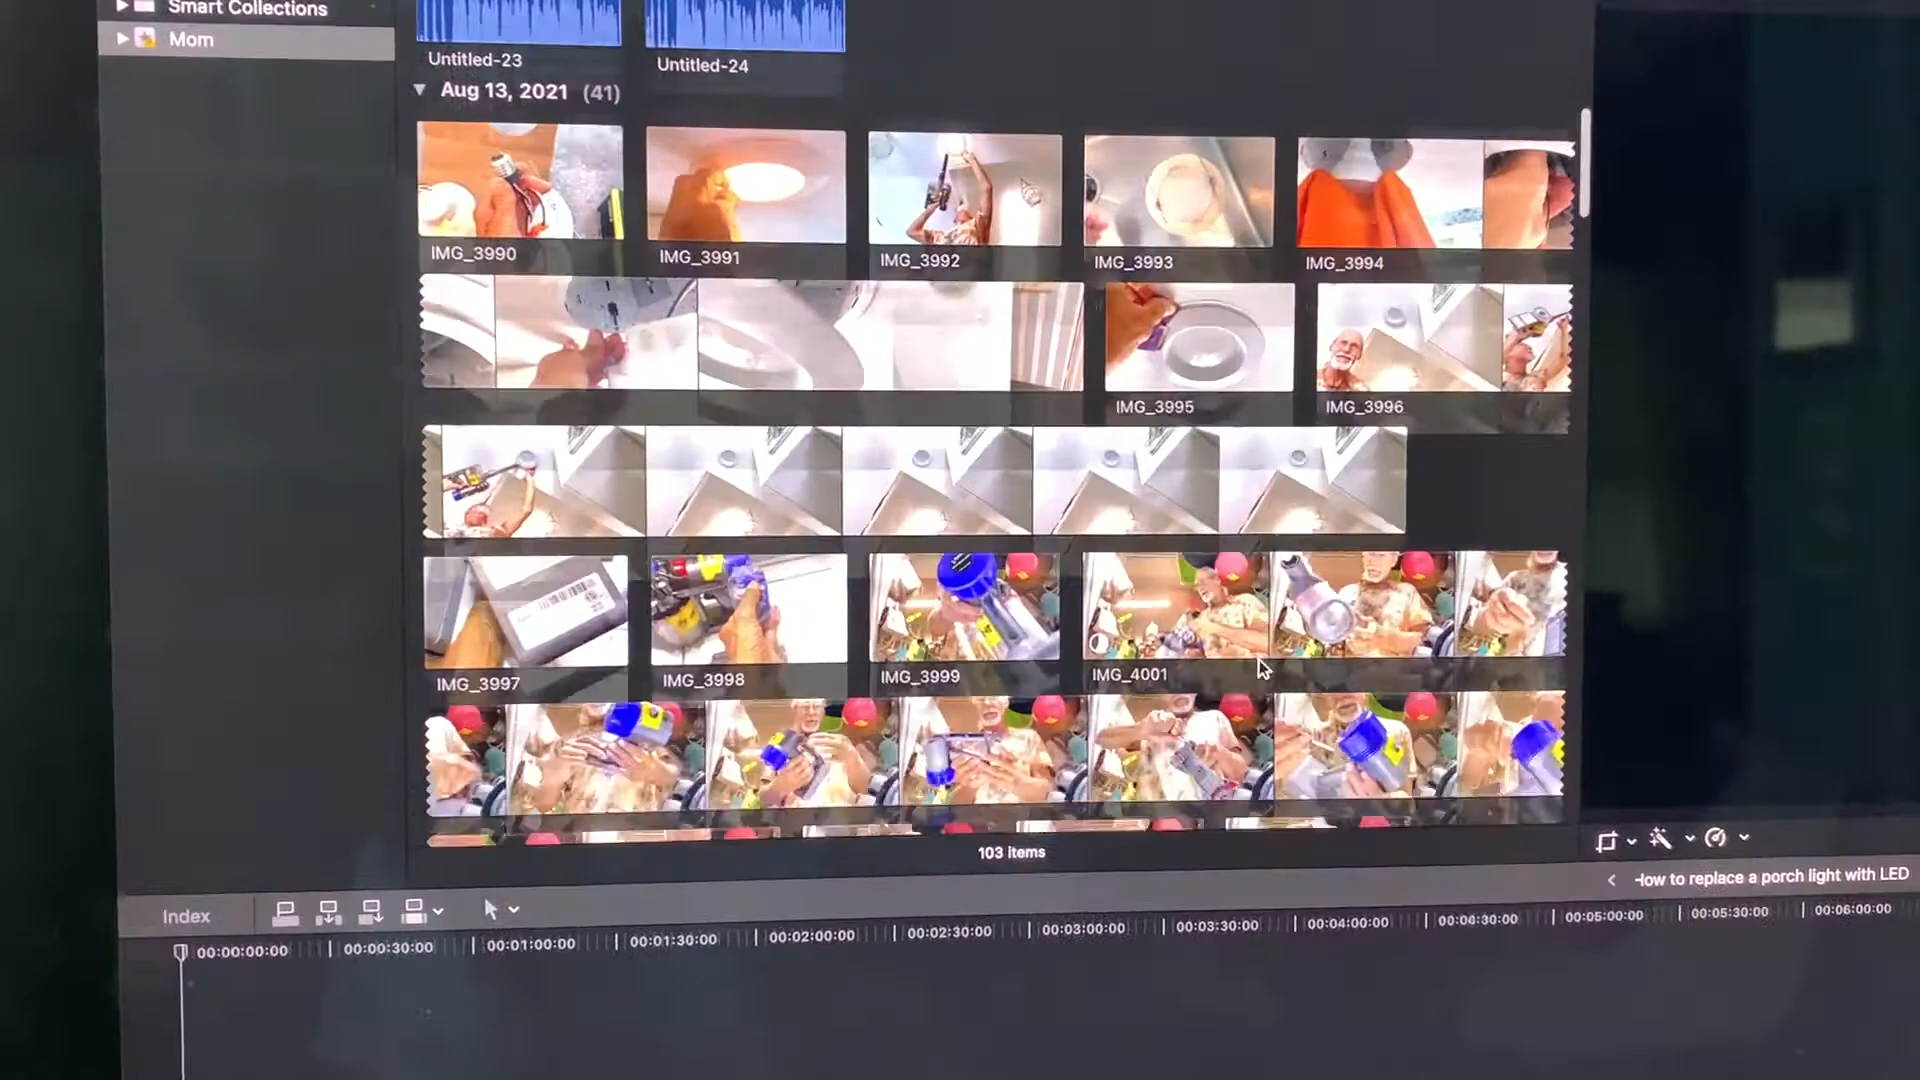 Smart Collections
Mom
Untitled-23
Untitled-24
Aug 13, 2021 (41)
IMG_3990
IMG_3991
IMG_3992
IMG_3993
IMG_3994
IMG_3995
IMG_3996
IMG_3997
IMG_3998
IMG_3999
IMG_4001
103 items
How to replace a porch light with LED
Index
00:00:00:00
00:00:30:00
00:01:00:00
00:01:30:00
00:02:00:00
00:02:30:00
00:03:00:00
00:03:30:00
00:04:00:00
00:04:30:00
00:05:00:00
00:05:30:00
00:06:00:00